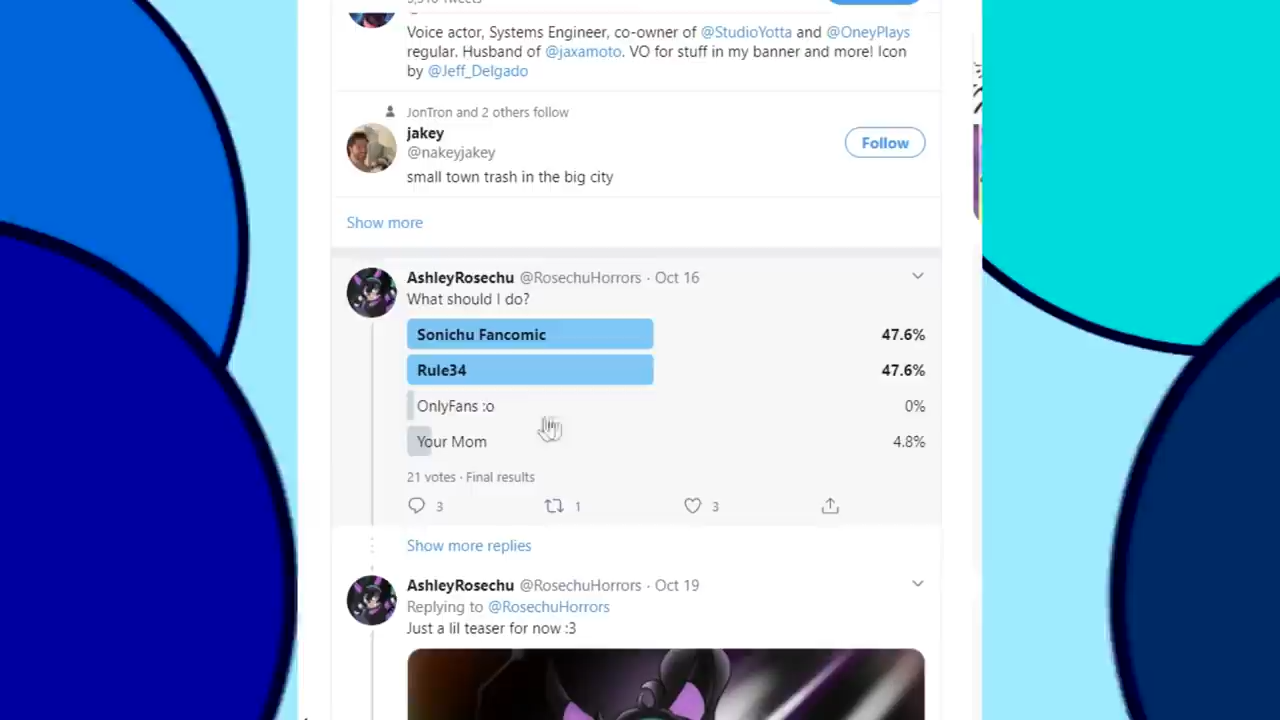 Voice actor, Systems Engineer, co-owner of @StudioYotta and @OneyPlays
regular. Husband of @jaxamoto. VO for stuff in my banner and more! Icon
by @Jeff_Delgado
JonTron and 2 others follow
jakey
@nakeyjakey
Follow
small town trash in the big city
Show more
AshleyRosechu @RosechuHorrors · Oct 16
What should I do?
Sonichu Fancomic 47.6%
Rule34 47.6%
OnlyFans :o 0%
Your Mom 4.8%
21 votes · Final results
3 1 3
Show more replies
AshleyRosechu @RosechuHorrors · Oct 19
Replying to @RosechuHorrors
Just a lil teaser for now :3